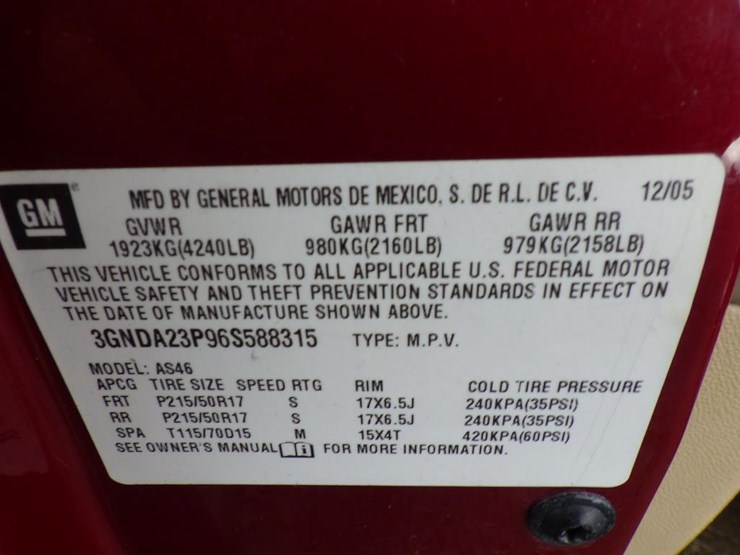 GM
MFD BY GENERAL MOTORS DE MEXICO, S. DE R.L. DE C.V. 12/05
GVWR GAWR FRT GAWR RR
1923KG(4240LB) 980KG(2160LB) 979KG(2158LB)
THIS VEHICLE CONFORMS TO ALL APPLICABLE U.S. FEDERAL MOTOR
VEHICLE SAFETY AND THEFT PREVENTION STANDARDS IN EFFECT ON
THE DATE OF MANUFACTURE SHOWN ABOVE.
3GNDA23P96S588315 TYPE: M.P.V.
MODEL: AS46
APCG TIRE SIZE SPEED RTG RIM COLD TIRE PRESSURE
FRT P215/50R17 S 17X6.5J 240KPA(35PSI)
RR P215/50R17 S 17X6.5J 240KPA(35PSI)
SPA T115/70D15 M 15X4T 420KPA(60PSI)
SEE OWNER'S MANUAL i FOR MORE INFORMATION.